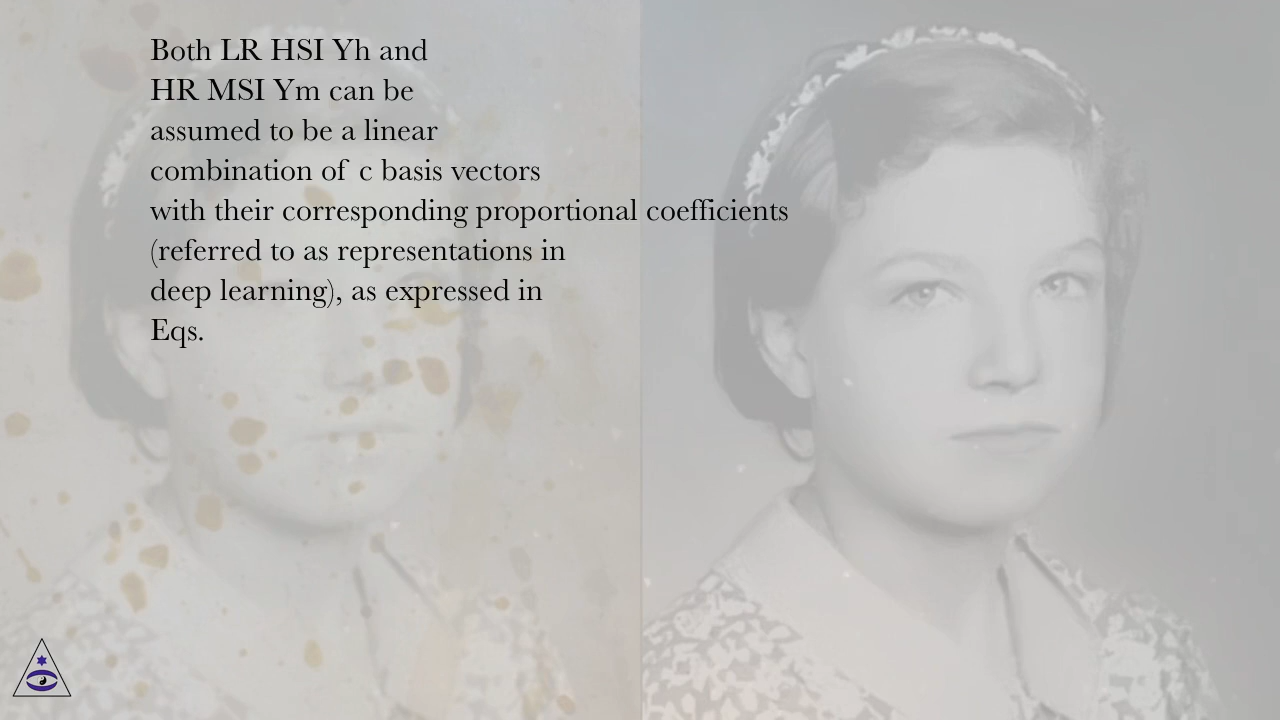 Both LR HSI Yh and
HR MSI Ym can be
assumed to be a linear
combination of c basis vectors
with their corresponding proportional coefficients
(referred to as representations in
deep learning), as expressed in
Eqs.